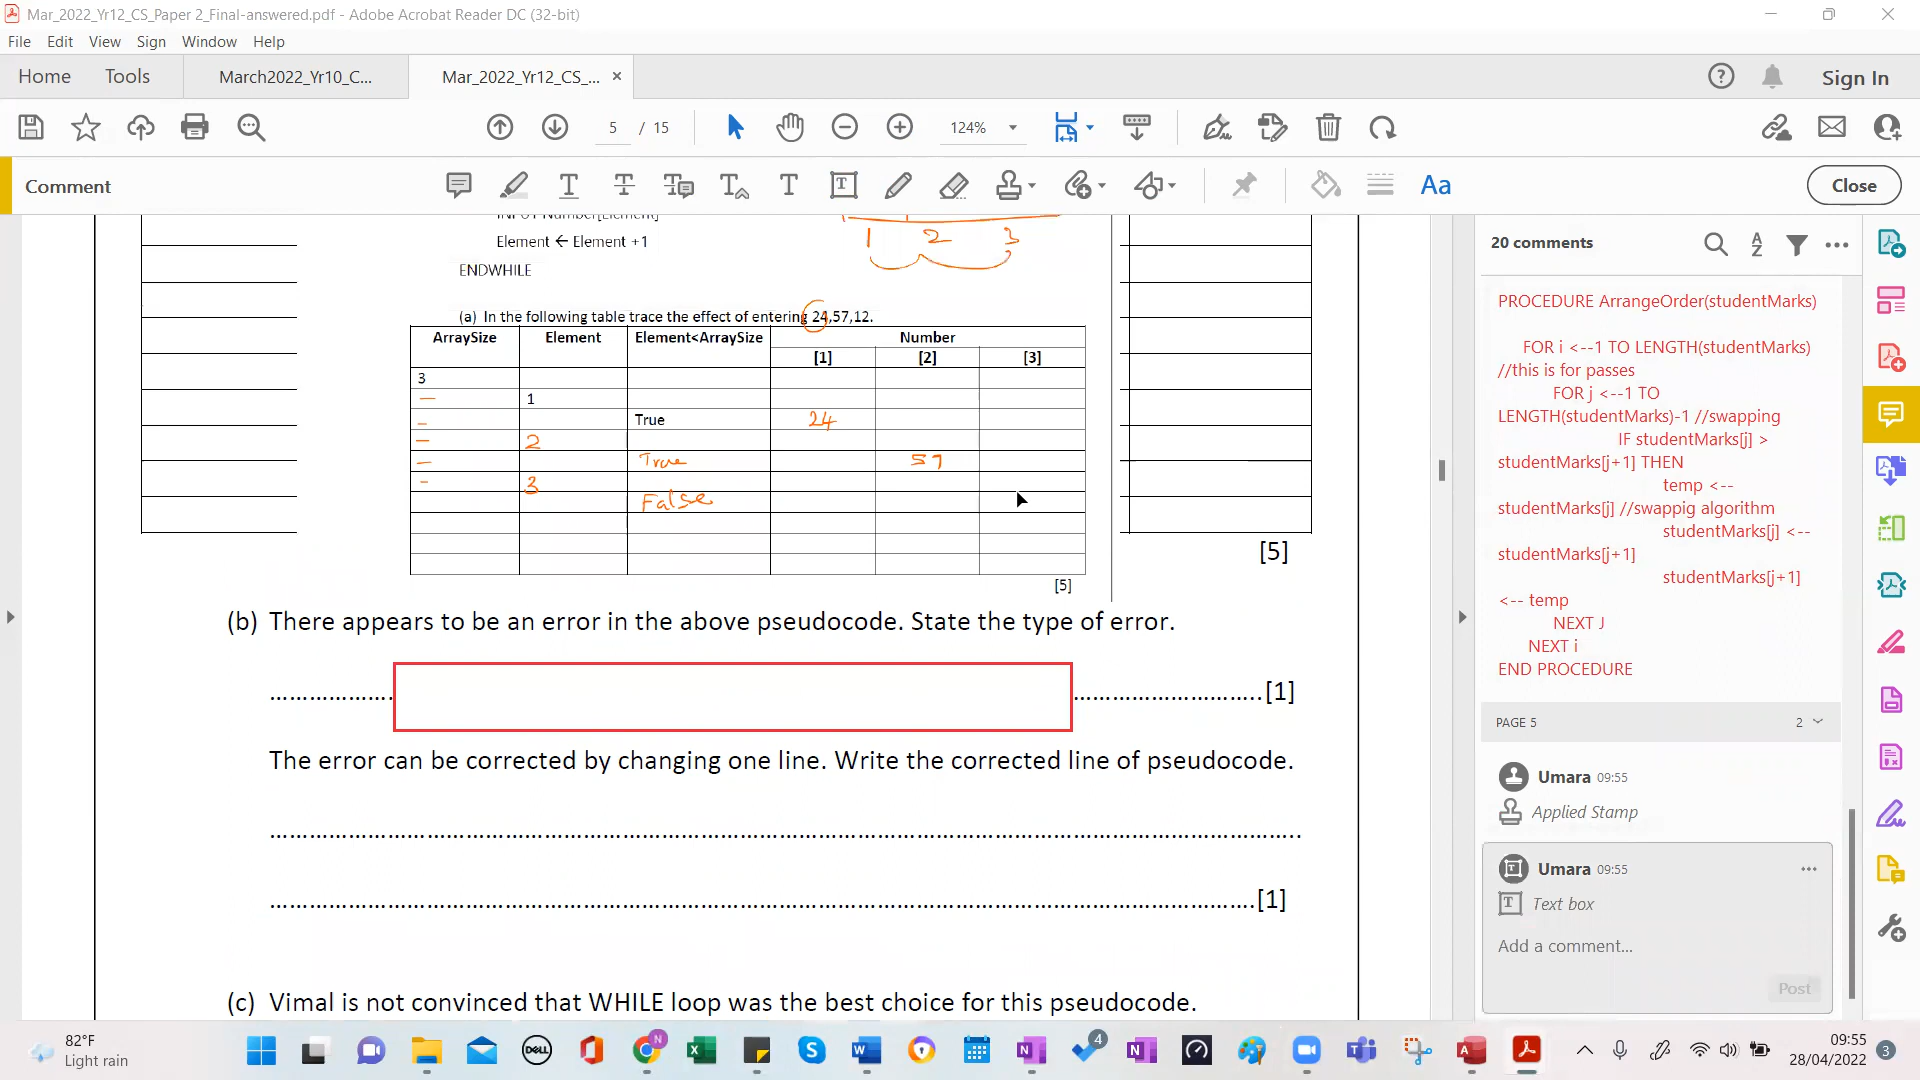 Mar_2022_Yr12_CS_Paper 2_Final-answered.pdf - Adobe Acrobat Reader DC (32-bit)
File Edit View Sign Window Help
Home Tools March2022_Yr10_C... Mar_2022_Yr12_CS_... × Sign In
5 / 15 124%
Comment Close
INPUT Number[Element]
Element ← Element +1
ENDWHILE
1 2 3
(a) In the following table trace the effect of entering 24,57,12.
ArraySize Element Element<ArraySize Number
[1] [2] [3]
3
– 1
– True 24
– 2
– True 57
– 3
False
[5]
[5]
(b) There appears to be an error in the above pseudocode. State the type of error.
.................. ............................[1]
The error can be corrected by changing one line. Write the corrected line of pseudocode.
....................................................................................................
..................................................................................................[1]
(c) Vimal is not convinced that WHILE loop was the best choice for this pseudocode.
20 comments
PROCEDURE ArrangeOrder(studentMarks)
FOR i <--1 TO LENGTH(studentMarks)
//this is for passes
FOR j <--1 TO
LENGTH(studentMarks)-1 //swapping
IF studentMarks[j] >
studentMarks[j+1] THEN
temp <--
studentMarks[j] //swappig algorithm
studentMarks[j] <--
studentMarks[j+1]
studentMarks[j+1]
<-- temp
NEXT J
NEXT i
END PROCEDURE
PAGE 5 2
Umara 09:55
Applied Stamp
Umara 09:55
Text box
Add a comment...
Post
82°F
Light rain
DELL
4
09:55
28/04/2022
3